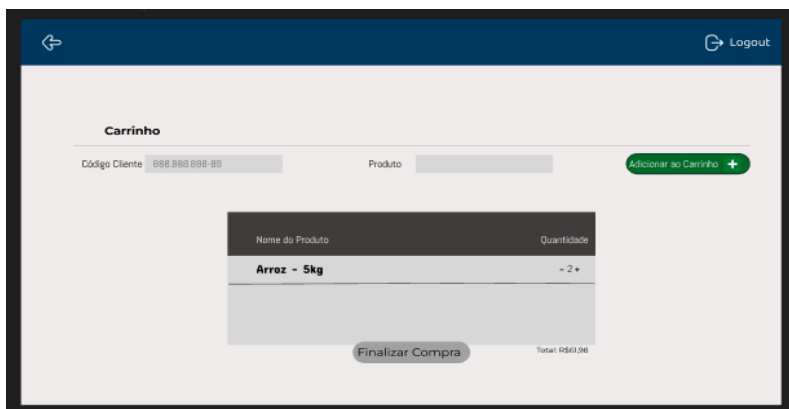 Logout
Carrinho
Código Cliente 888.888.888-88 Produto Adicionar ao Carrinho +
Nome do Produto Quantidade
Arroz - 5kg - 2 +
Finalizar Compra Total: R$61,98